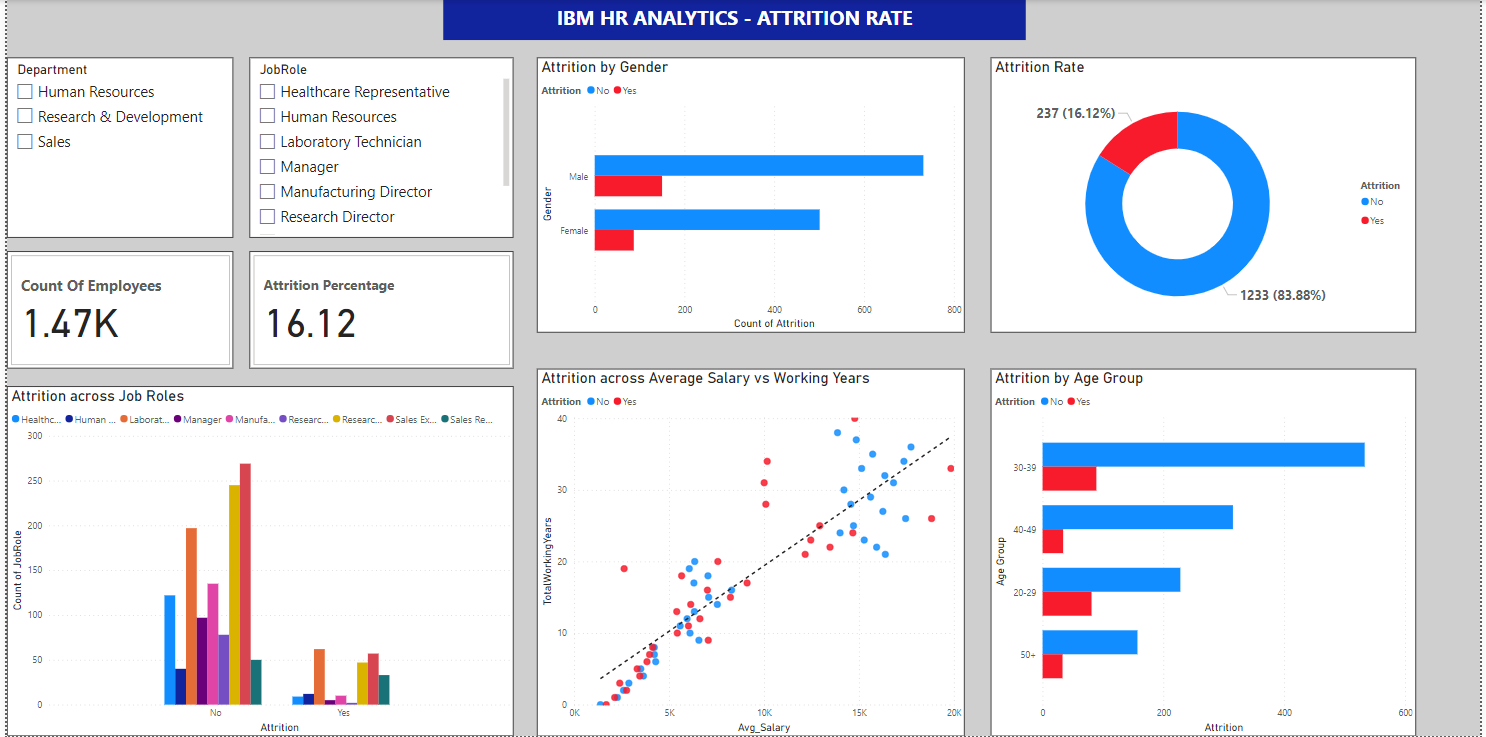 IBM HR ANALYTICS - ATTRITION RATE
Department
Human Resources
Research & Development
Sales
JobRole
Healthcare Representative
Human Resources
Laboratory Technician
Manager
Manufacturing Director
Research Director
Count Of Employees
1.47K
Attrition Percentage
16.12
Attrition by Gender
Attrition No Yes
Gender
Male
Female
0 200 400 600 800
Count of Attrition
Attrition Rate
237 (16.12%)
1233 (83.88%)
Attrition
No
Yes
Attrition across Job Roles
Healthc... Human ... Laborat... Manager Manufa... Researc... Researc... Sales Ex... Sales Re...
Count of JobRole
300
250
200
150
100
50
0
No Yes
Attrition
Attrition across Average Salary vs Working Years
Attrition No Yes
TotalWorkingYears
40
30
20
10
0
0K 5K 10K 15K 20K
Avg_Salary
Attrition by Age Group
Attrition No Yes
Age Group
30-39
40-49
20-29
50+
0 200 400 600
Attrition